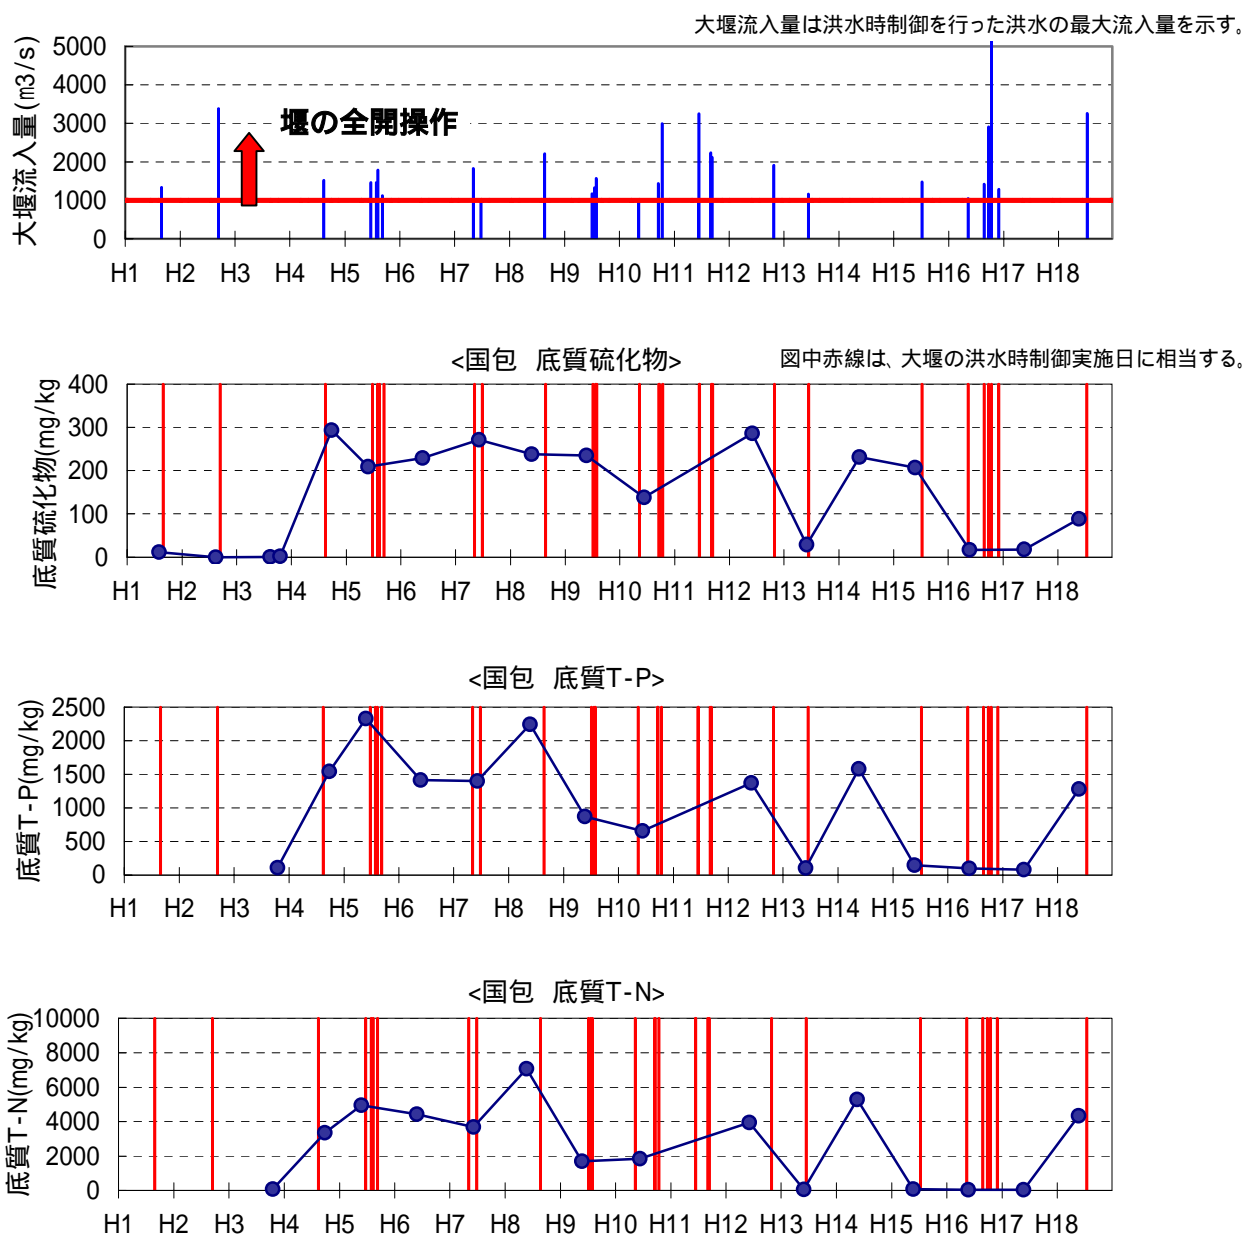 大堰流入量は洪水時制御を行った洪水の最大流入量を示す。
大堰流入量(m3/s)
5000
4000
3000
2000
1000
0
堰の全開操作
H1 H2 H3 H4 H5 H6 H7 H8 H9 H10 H11 H12 H13 H14 H15 H16 H17 H18
<国包 底質硫化物>
図中赤線は、大堰の洪水時制御実施日に相当する。
底質硫化物(mg/kg
400
300
200
100
0
H1 H2 H3 H4 H5 H6 H7 H8 H9 H10 H11 H12 H13 H14 H15 H16 H17 H18
<国包 底質T-P>
底質T-P(mg/kg)
2500
2000
1500
1000
500
0
H1 H2 H3 H4 H5 H6 H7 H8 H9 H10 H11 H12 H13 H14 H15 H16 H17 H18
<国包 底質T-N>
底質T-N(mg/kg)
10000
8000
6000
4000
2000
0
H1 H2 H3 H4 H5 H6 H7 H8 H9 H10 H11 H12 H13 H14 H15 H16 H17 H18